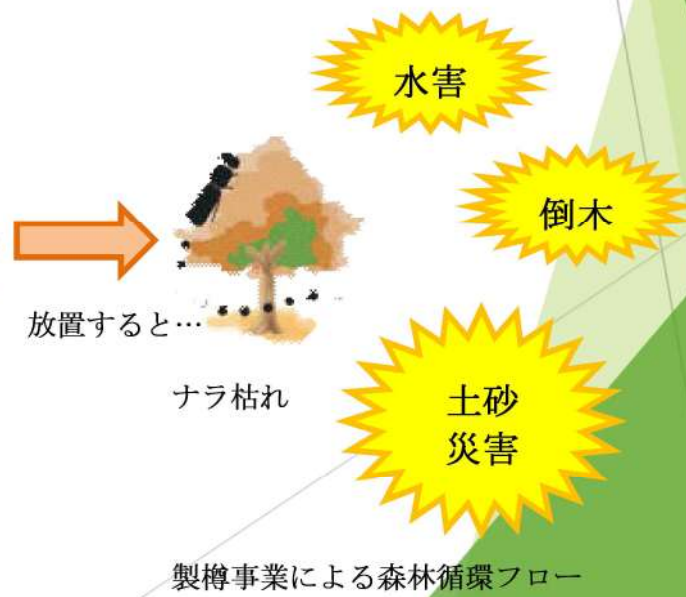 水害
倒木
放置すると…
ナラ枯れ
土砂
災害
製樽事業による森林循環フロー